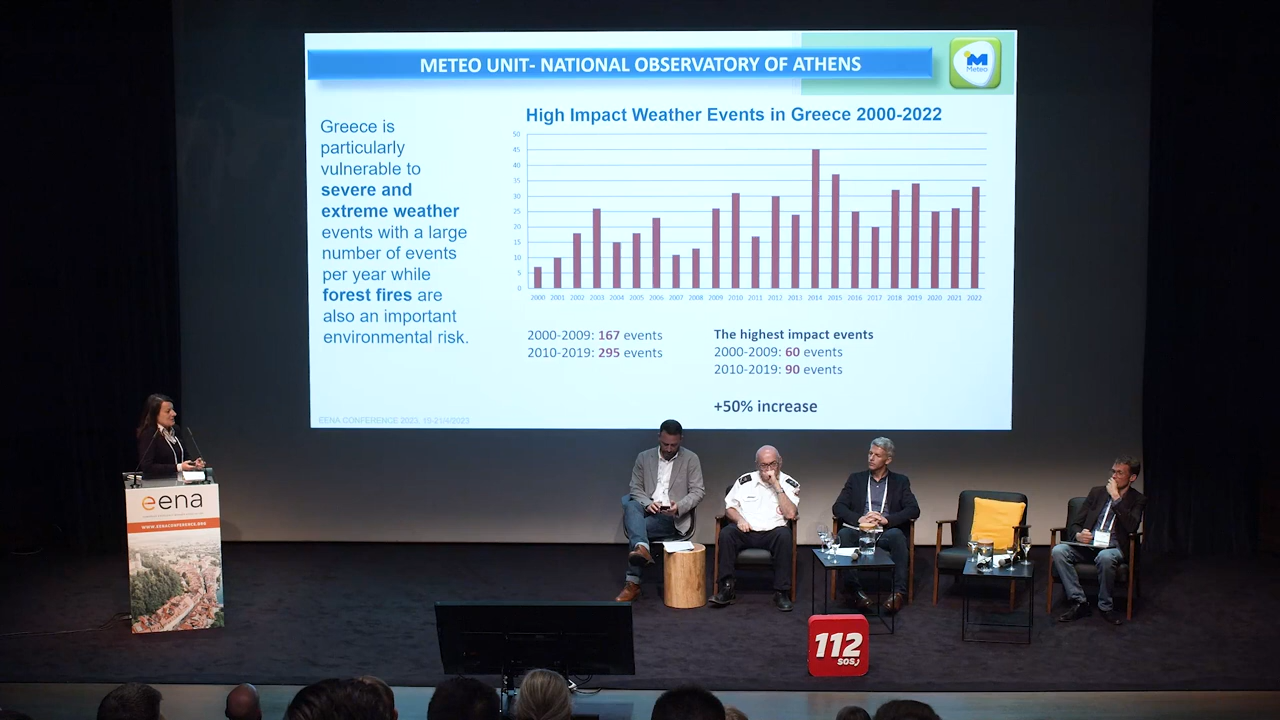 METEO UNIT- NATIONAL OBSERVATORY OF ATHENS
Meteo
Greece is
particularly
vulnerable to
severe and
extreme weather
events with a large
number of events
per year while
forest fires are
also an important
environmental risk.
High Impact Weather Events in Greece 2000-2022
50
45
40
35
30
25
20
15
10
5
0
2000 2001 2002 2003 2004 2005 2006 2007 2008 2009 2010 2011 2012 2013 2014 2015 2016 2017 2018 2019 2020 2021 2022
2000-2009: 167 events
2010-2019: 295 events
The highest impact events
2000-2009: 60 events
2010-2019: 90 events
+50% increase
EENA CONFERENCE 2023, 19-21/4/2023
eena
WWW.EENACONFERENCE.ORG
112
SOS